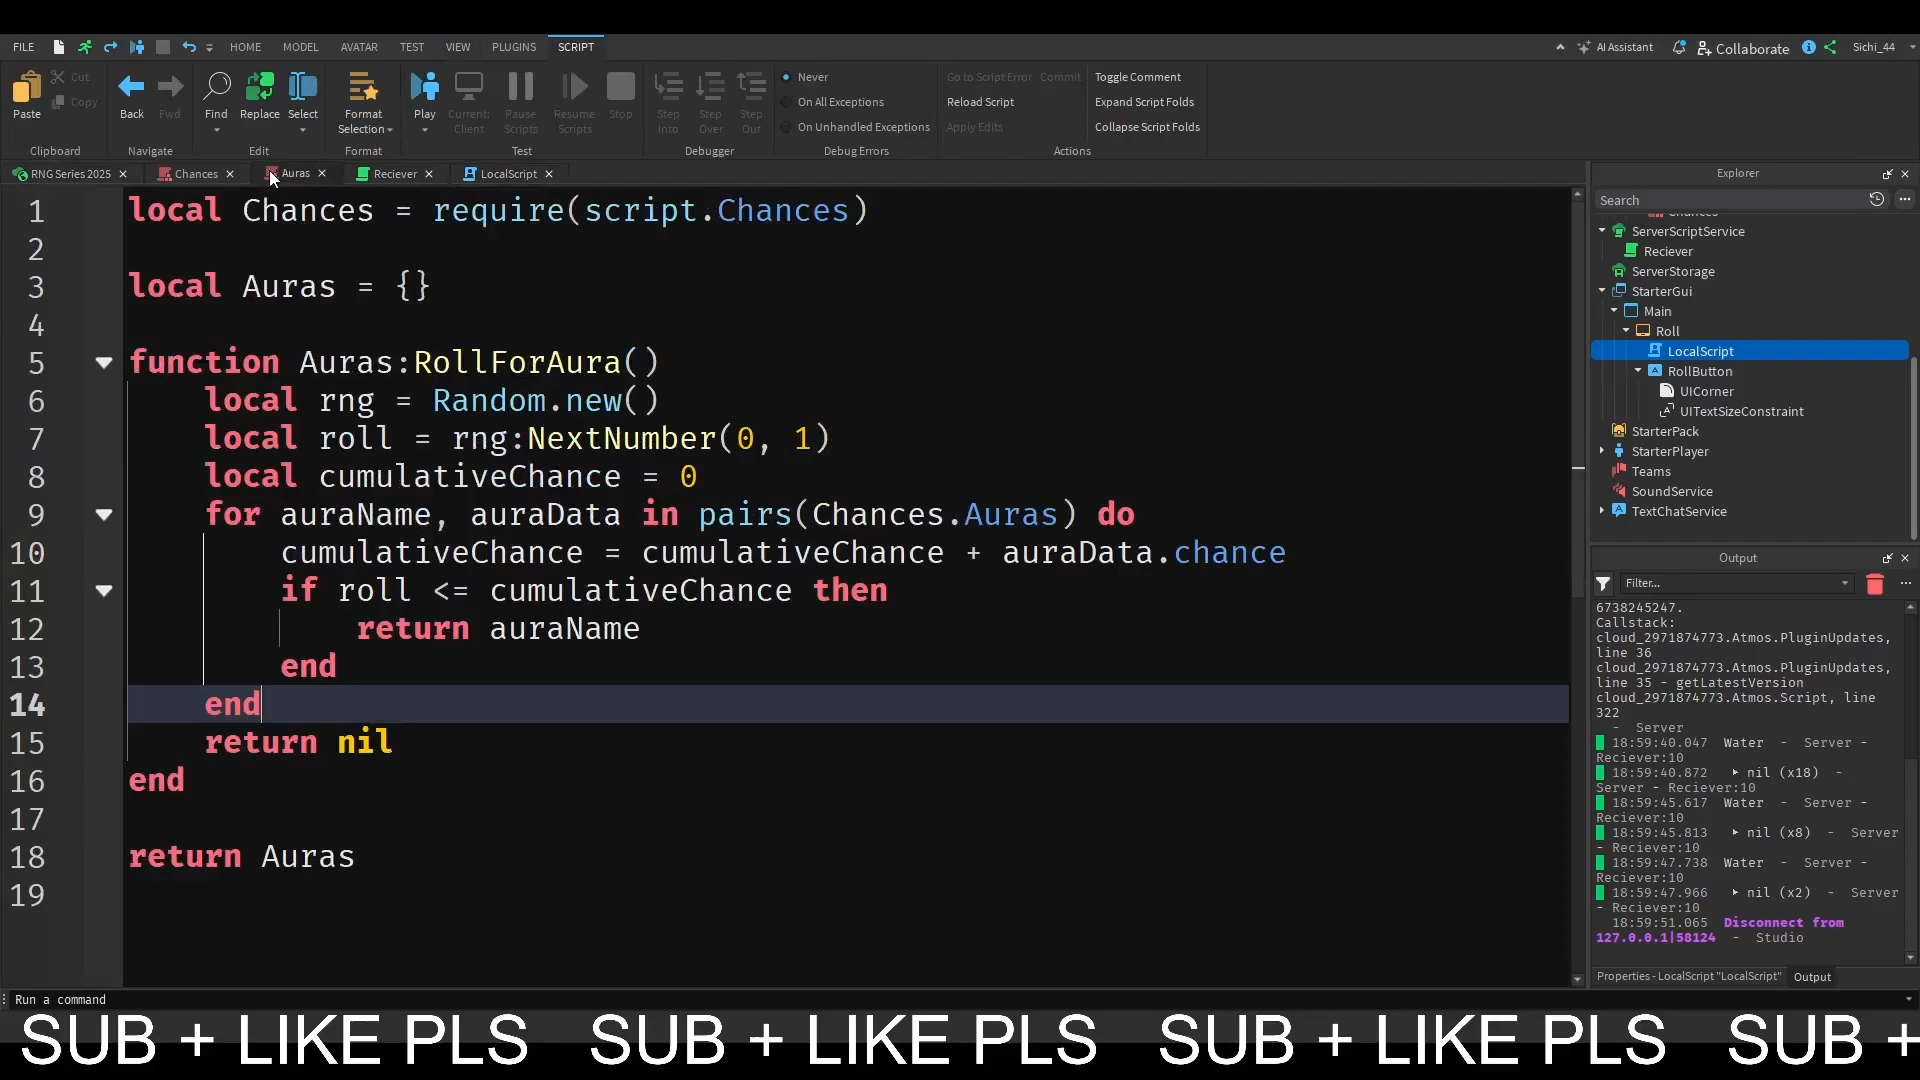 FILE HOME MODEL AVATAR TEST VIEW PLUGINS SCRIPT AI Assistant Collaborate Sichi_44
Paste Cut Copy Back Fwd Find Replace Select Format Selection Play Current: Client Pause Scripts Resume Scripts Stop Step Into Step Over Step Out
Never
On All Exceptions
On Unhandled Exceptions
Go to Script Error Commit Toggle Comment
Reload Script Expand Script Folds
Apply Edits Collapse Script Folds
Clipboard Navigate Edit Format Test Debugger Debug Errors Actions
RNG Series 2025 Chances Auras Reciever LocalScript
1 local Chances = require(script.Chances)
2
3 local Auras = {}
4
5 function Auras:RollForAura()
6 local rng = Random.new()
7 local roll = rng:NextNumber(0, 1)
8 local cumulativeChance = 0
9 for auraName, auraData in pairs(Chances.Auras) do
10 cumulativeChance = cumulativeChance + auraData.chance
11 if roll <= cumulativeChance then
12 return auraName
13 end
14 end
15 return nil
16 end
17
18 return Auras
19
Explorer
Search
Chances
ServerScriptService
Reciever
ServerStorage
StarterGui
Main
Roll
LocalScript
RollButton
UICorner
UITextSizeConstraint
StarterPack
StarterPlayer
Teams
SoundService
TextChatService
Output
Filter...
6738245247.
Callstack:
cloud_2971874773.Atmos.PluginUpdates,
line 36
cloud_2971874773.Atmos.PluginUpdates,
line 35 - getLatestVersion
cloud_2971874773.Atmos.Script, line
322
- Server
18:59:40.047 Water - Server -
Reciever:10
18:59:40.872 nil (x18) -
Server - Reciever:10
18:59:45.617 Water - Server -
Reciever:10
18:59:45.813 nil (x8) - Server
- Reciever:10
18:59:47.738 Water - Server -
Reciever:10
18:59:47.966 nil (x2) - Server
- Reciever:10
18:59:51.065 Disconnect from
127.0.0.1|58124 - Studio
Properties - LocalScript "LocalScript" Output
Run a command
SUB + LIKE PLS SUB + LIKE PLS SUB + LIKE PLS SUB +